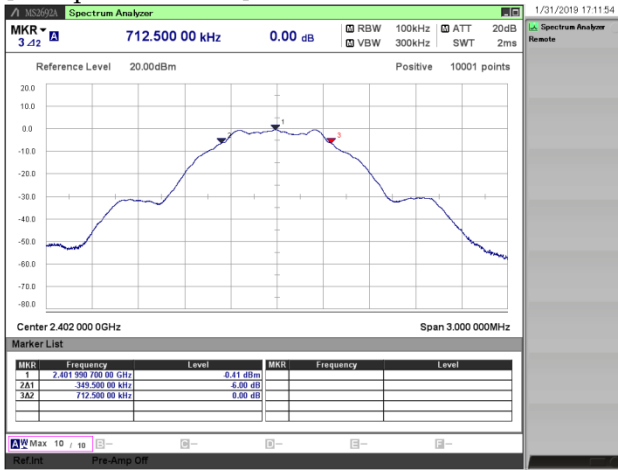 MS2692A Spectrum Analyzer
1/31/2019 17:11:54
MKR A 712.500 00 kHz 0.00 dB M RBW 100kHz M ATT 20dB
3 Δ2 M VBW 300kHz SWT 2ms
Spectrum Analyzer
Remote
Reference Level 20.00dBm Positive 10001 points
20.0
10.0
0.0
-10.0
-20.0
-30.0
-40.0
-50.0
-60.0
-70.0
-80.0
1
2
3
Center 2.402 000 0GHz Span 3.000 000MHz
Marker List
MKR Frequency Level MKR Frequency Level
1 2.401 990 700 00 GHz -0.41 dBm
2Δ1 -349.500 00 kHz -6.00 dB
3Δ2 712.500 00 kHz 0.00 dB
A W Max 10 / 10 B-- C-- D-- E-- F--
Ref.Int Pre-Amp Off